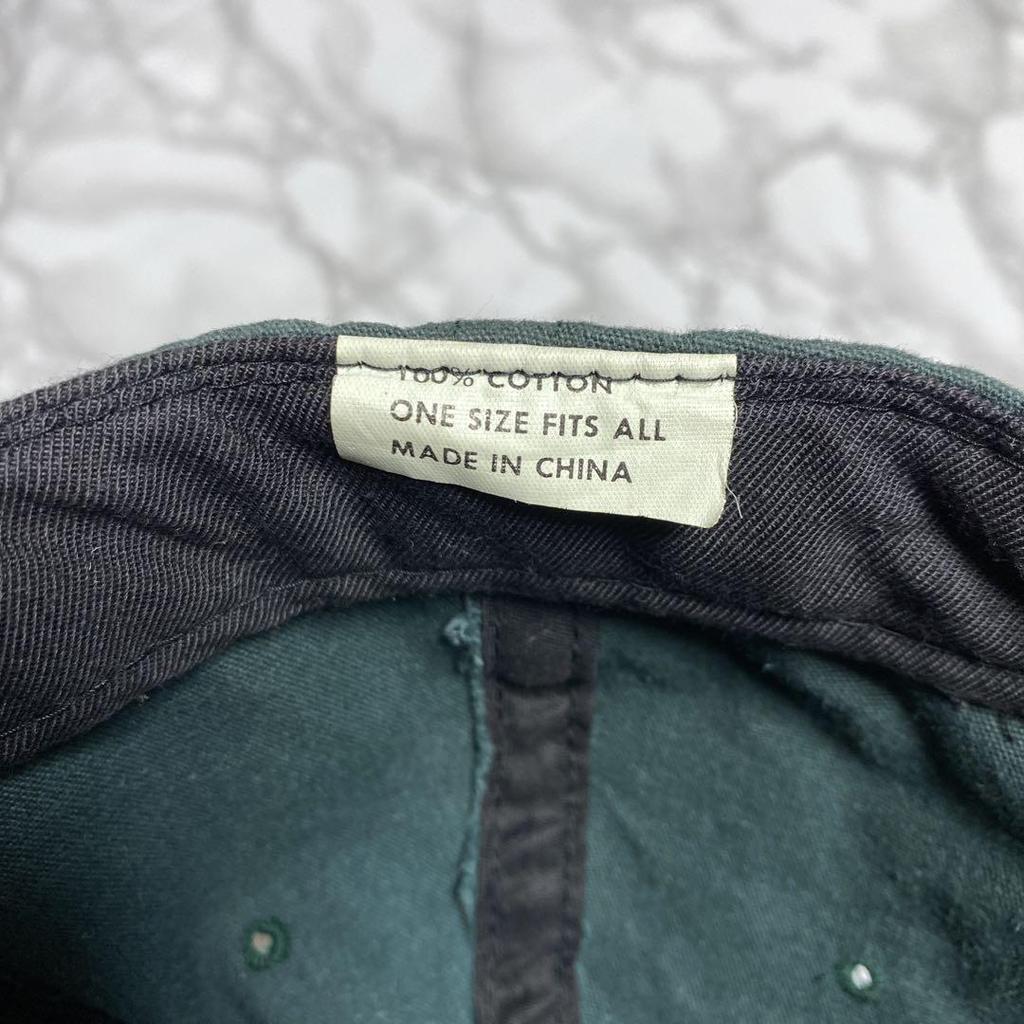 100% COTTON
ONE SIZE FITS ALL
MADE IN CHINA